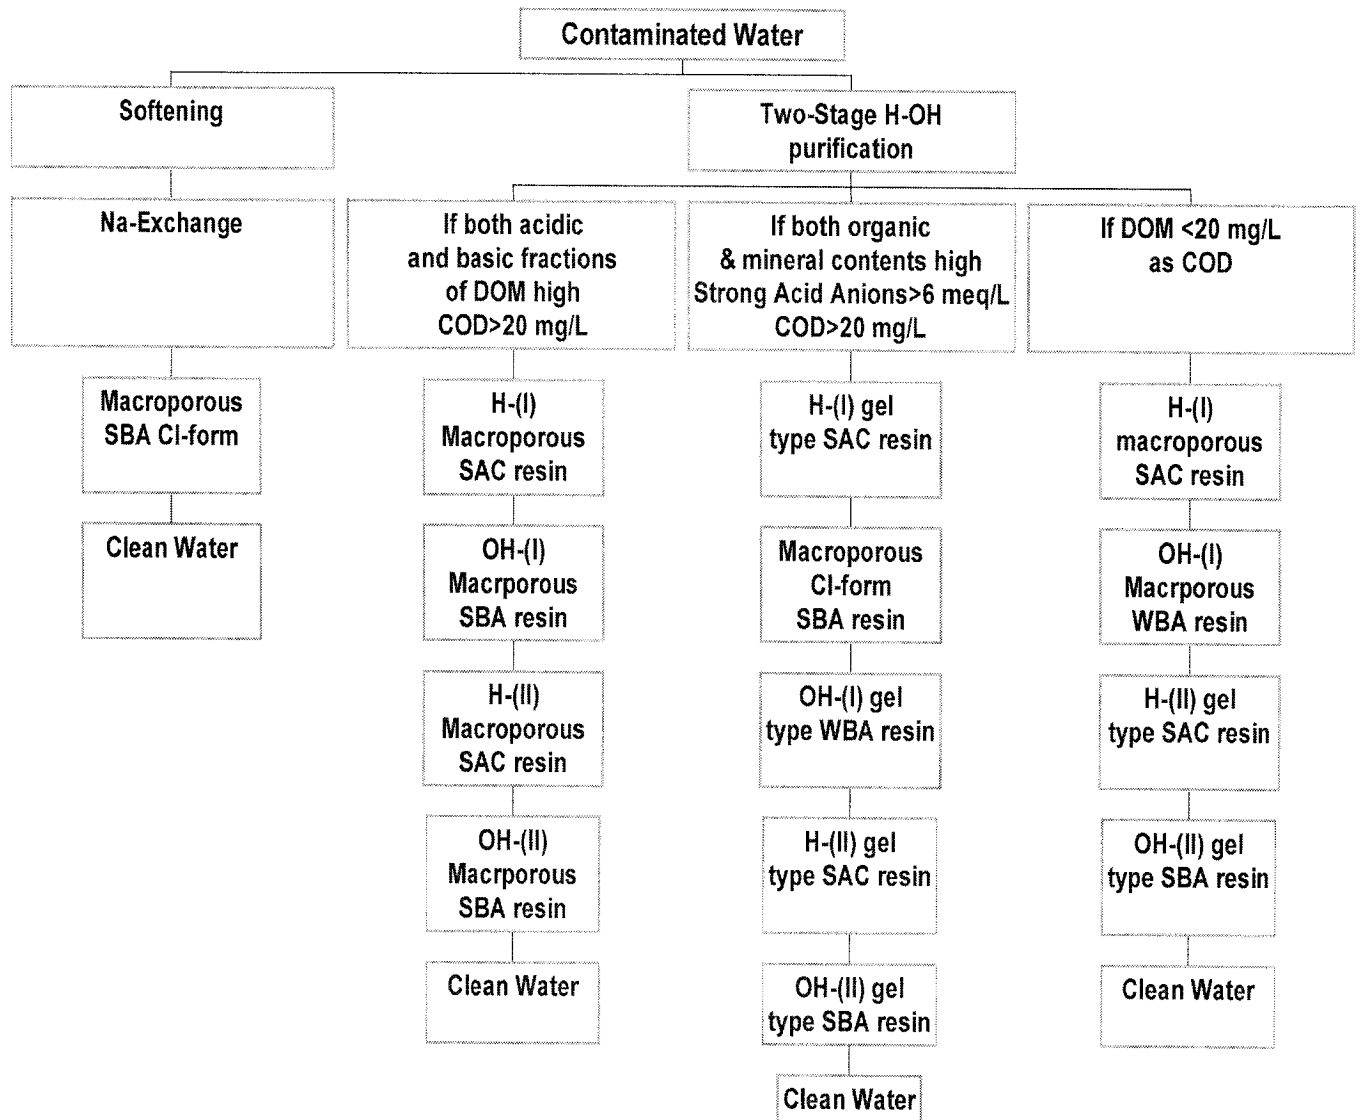 Contaminated Water
Softening
Two-Stage H-OH
purification
Na-Exchange
If both acidic
and basic fractions
of DOM high
COD>20 mg/L
If both organic
& mineral contents high
Strong Acid Anions>6 meq/L
COD>20 mg/L
If DOM <20 mg/L
as COD
Macroporous
SBA Cl-form
H-(I)
Macroporous
SAC resin
H-(I) gel
type SAC resin
H-(I)
macroporous
SAC resin
Clean Water
OH-(I)
Macrporous
SBA resin
Macroporous
Cl-form
SBA resin
OH-(I)
Macrporous
WBA resin
H-(II)
Macroporous
SAC resin
OH-(I) gel
type WBA resin
H-(II) gel
type SAC resin
OH-(II)
Macrporous
SBA resin
H-(II) gel
type SAC resin
OH-(II) gel
type SBA resin
Clean Water
OH-(II) gel
type SBA resin
Clean Water
Clean Water